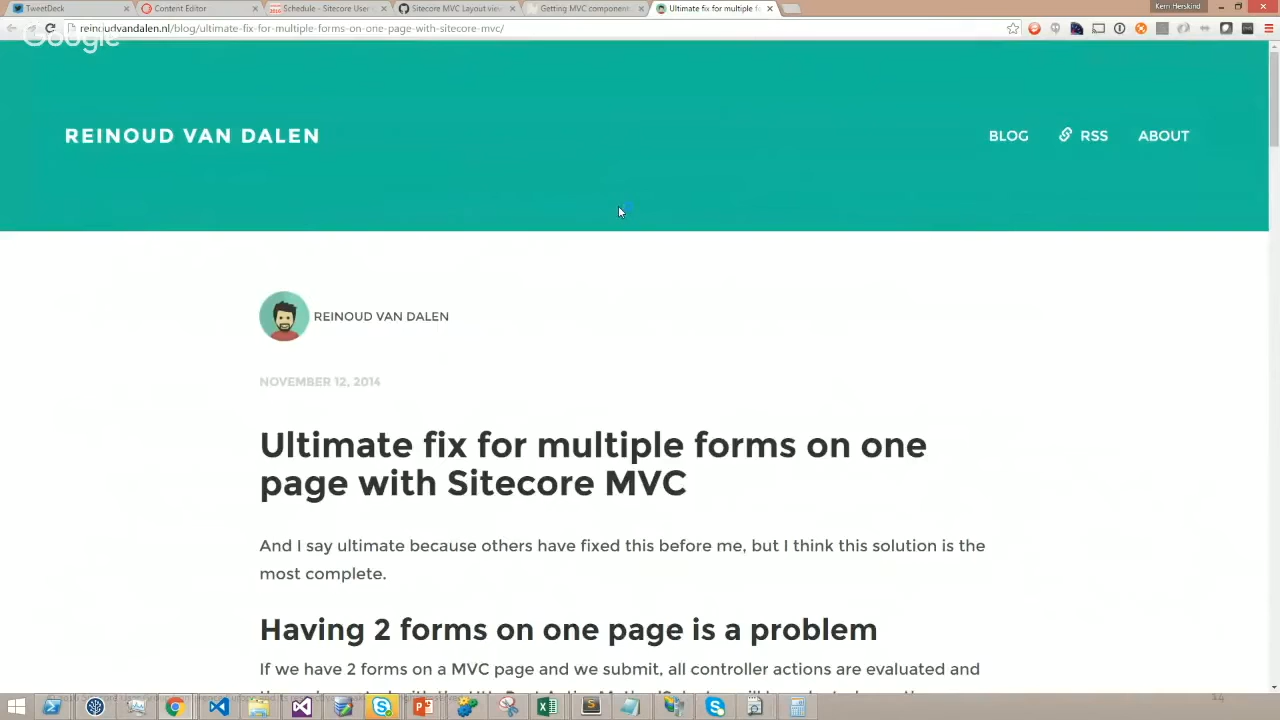 TweetDeck
Content Editor
Schedule - Sitecore User
Sitecore MVC Layout view
Getting MVC component
Ultimate fix for multiple f
Kern Herskind
reinoudvandalen.nl/blog/ultimate-fix-for-multiple-forms-on-one-page-with-sitecore-mvc/
Google
REINOUD VAN DALEN
BLOG
RSS
ABOUT
REINOUD VAN DALEN
NOVEMBER 12, 2014
Ultimate fix for multiple forms on one
page with Sitecore MVC
And I say ultimate because others have fixed this before me, but I think this solution is the
most complete.
Having 2 forms on one page is a problem
If we have 2 forms on a MVC page and we submit, all controller actions are evaluated and